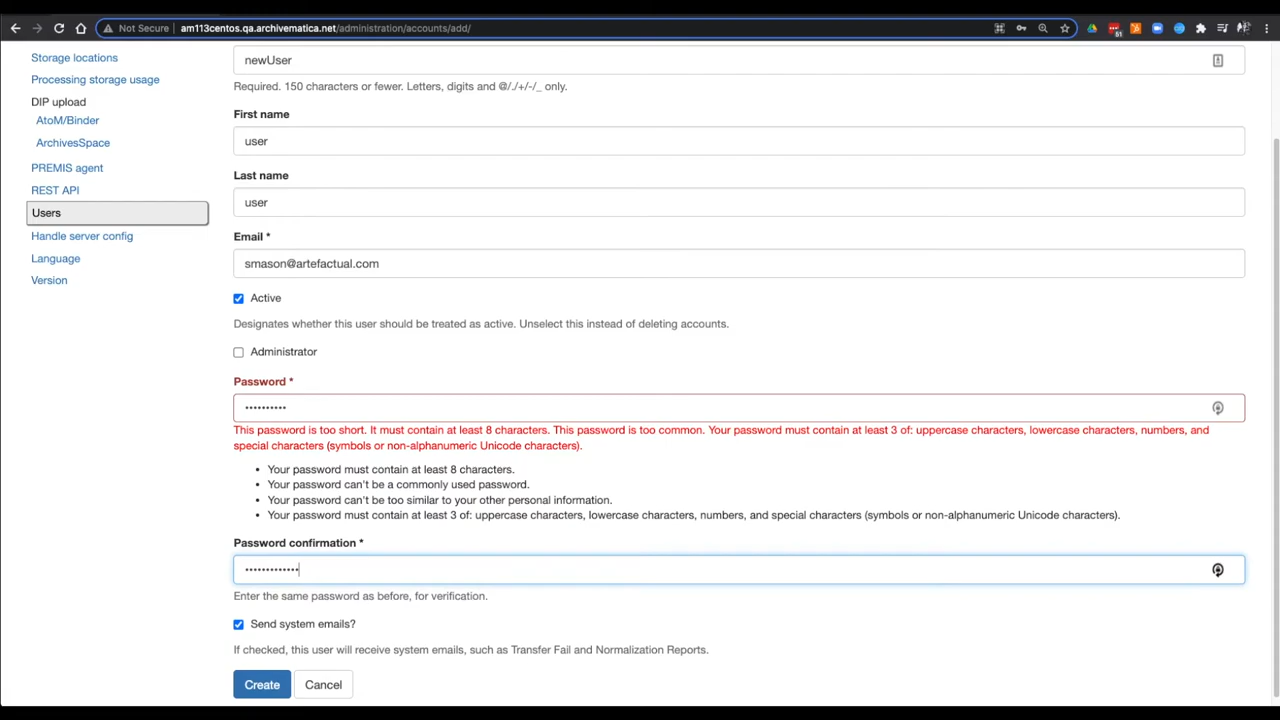 Not Secure am113centos.qa.archivematica.net/administration/accounts/add/
51
Storage locations
Processing storage usage
DIP upload
AtoM/Binder
ArchivesSpace
PREMIS agent
REST API
Users
Handle server config
Language
Version
newUser
Required. 150 characters or fewer. Letters, digits and @/./+/-/_ only.
First name
user
Last name
user
Email *
smason@artefactual.com
Active
Designates whether this user should be treated as active. Unselect this instead of deleting accounts.
Administrator
Password *
••••••••••
This password is too short. It must contain at least 8 characters. This password is too common. Your password must contain at least 3 of: uppercase characters, lowercase characters, numbers, and
special characters (symbols or non-alphanumeric Unicode characters).
• Your password must contain at least 8 characters.
• Your password can't be a commonly used password.
• Your password can't be too similar to your other personal information.
• Your password must contain at least 3 of: uppercase characters, lowercase characters, numbers, and special characters (symbols or non-alphanumeric Unicode characters).
Password confirmation *
•••••••••••••
Enter the same password as before, for verification.
Send system emails?
If checked, this user will receive system emails, such as Transfer Fail and Normalization Reports.
Create Cancel